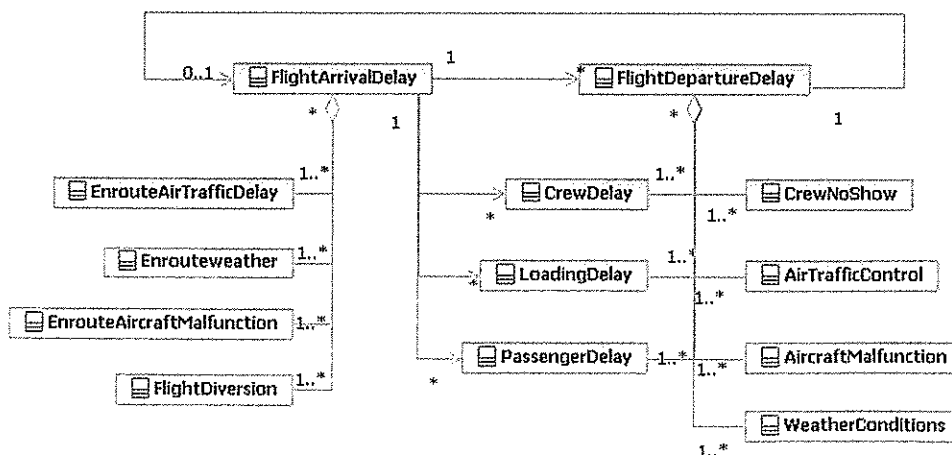 1
0..1 FlightArrivalDelay * FlightDepartureDelay
* 1 * 1
1..* 1..*
EnrouteAirTrafficDelay CrewDelay CrewNoShow
* 1..*
1..* 1..*
Enrouteweather * LoadingDelay AirTrafficControl
1..*
EnrouteAircraftMalfunction 1..*
PassengerDelay 1..* AircraftMalfunction
1..* * 1..*
FlightDiversion
WeatherConditions
1..*